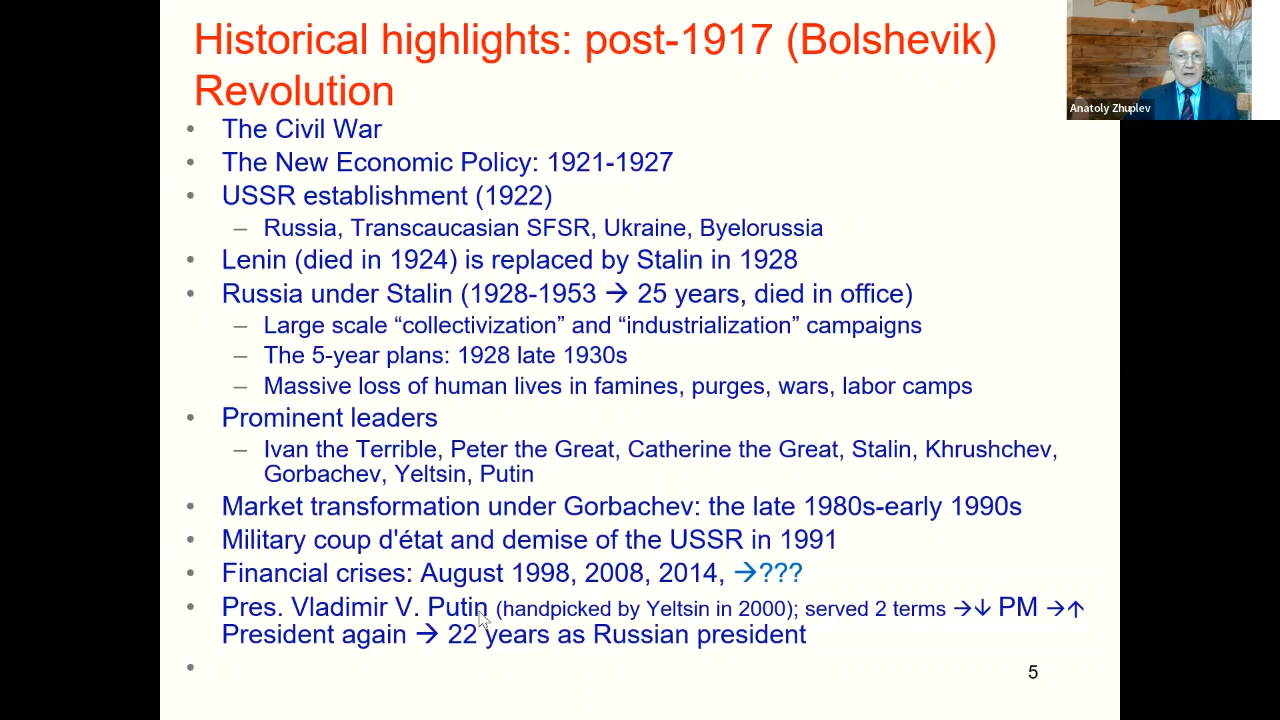 Historical highlights: post-1917 (Bolshevik)
Revolution
• The Civil War
• The New Economic Policy: 1921-1927
• USSR establishment (1922)
– Russia, Transcaucasian SFSR, Ukraine, Byelorussia
• Lenin (died in 1924) is replaced by Stalin in 1928
• Russia under Stalin (1928-1953 → 25 years, died in office)
– Large scale “collectivization” and “industrialization” campaigns
– The 5-year plans: 1928 late 1930s
– Massive loss of human lives in famines, purges, wars, labor camps
• Prominent leaders
– Ivan the Terrible, Peter the Great, Catherine the Great, Stalin, Khrushchev,
Gorbachev, Yeltsin, Putin
• Market transformation under Gorbachev: the late 1980s-early 1990s
• Military coup d'état and demise of the USSR in 1991
• Financial crises: August 1998, 2008, 2014, →???
• Pres. Vladimir V. Putin (handpicked by Yeltsin in 2000); served 2 terms →↓ PM →↑
President again → 22 years as Russian president
•
5
Anatoly Zhuplev